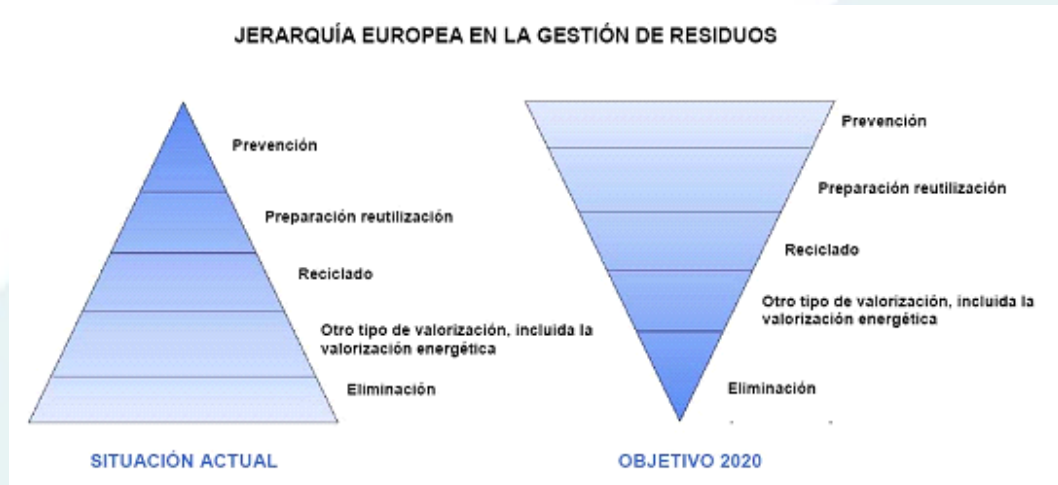 JERARQUÍA EUROPEA EN LA GESTIÓN DE RESIDUOS
Prevención
Preparación reutilización
Reciclado
Otro tipo de valorización, incluida la
valorización energética
Eliminación
SITUACIÓN ACTUAL
Prevención
Preparación reutilización
Reciclado
Otro tipo de valorización, incluida la
valorización energética
Eliminación
OBJETIVO 2020